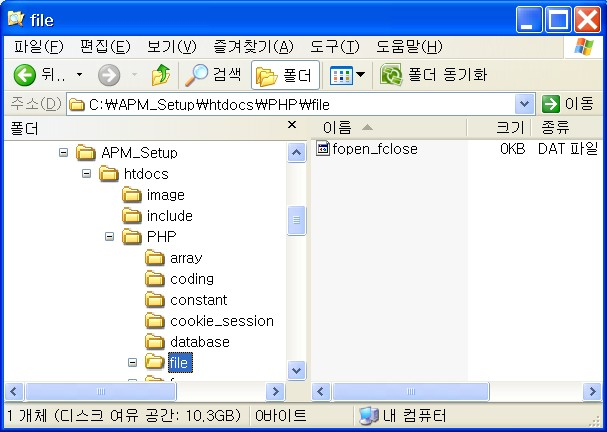 file
파일(F) 편집(E) 보기(V) 즐겨찾기(A) 도구(T) 도움말(H)
뒤.. 검색 폴더 폴더 동기화
주소(D) C:\APM_Setup\htdocs\PHP\file 이동
폴더 × 이름 크기 종류
APM_Setup fopen_fclose 0KB DAT 파일
htdocs
image
include
PHP
array
coding
constant
cookie_session
database
file
1 개체 (디스크 여유 공간: 10,3GB) 0바이트 내 컴퓨터